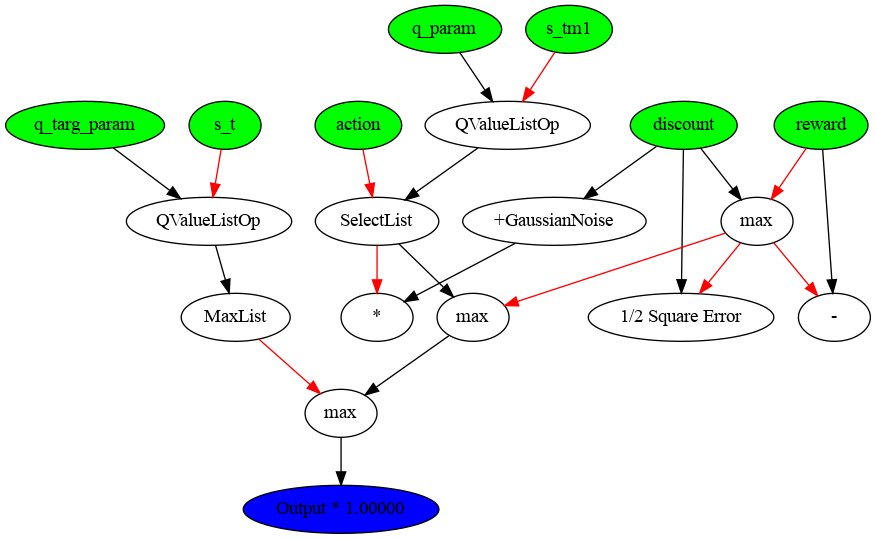 q_param
s_tm1
q_targ_param
s_t
action
QValueListOp
discount
reward
QValueListOp
SelectList
+GaussianNoise
max
MaxList
*
max
1/2 Square Error
-
max
Output * 1.00000